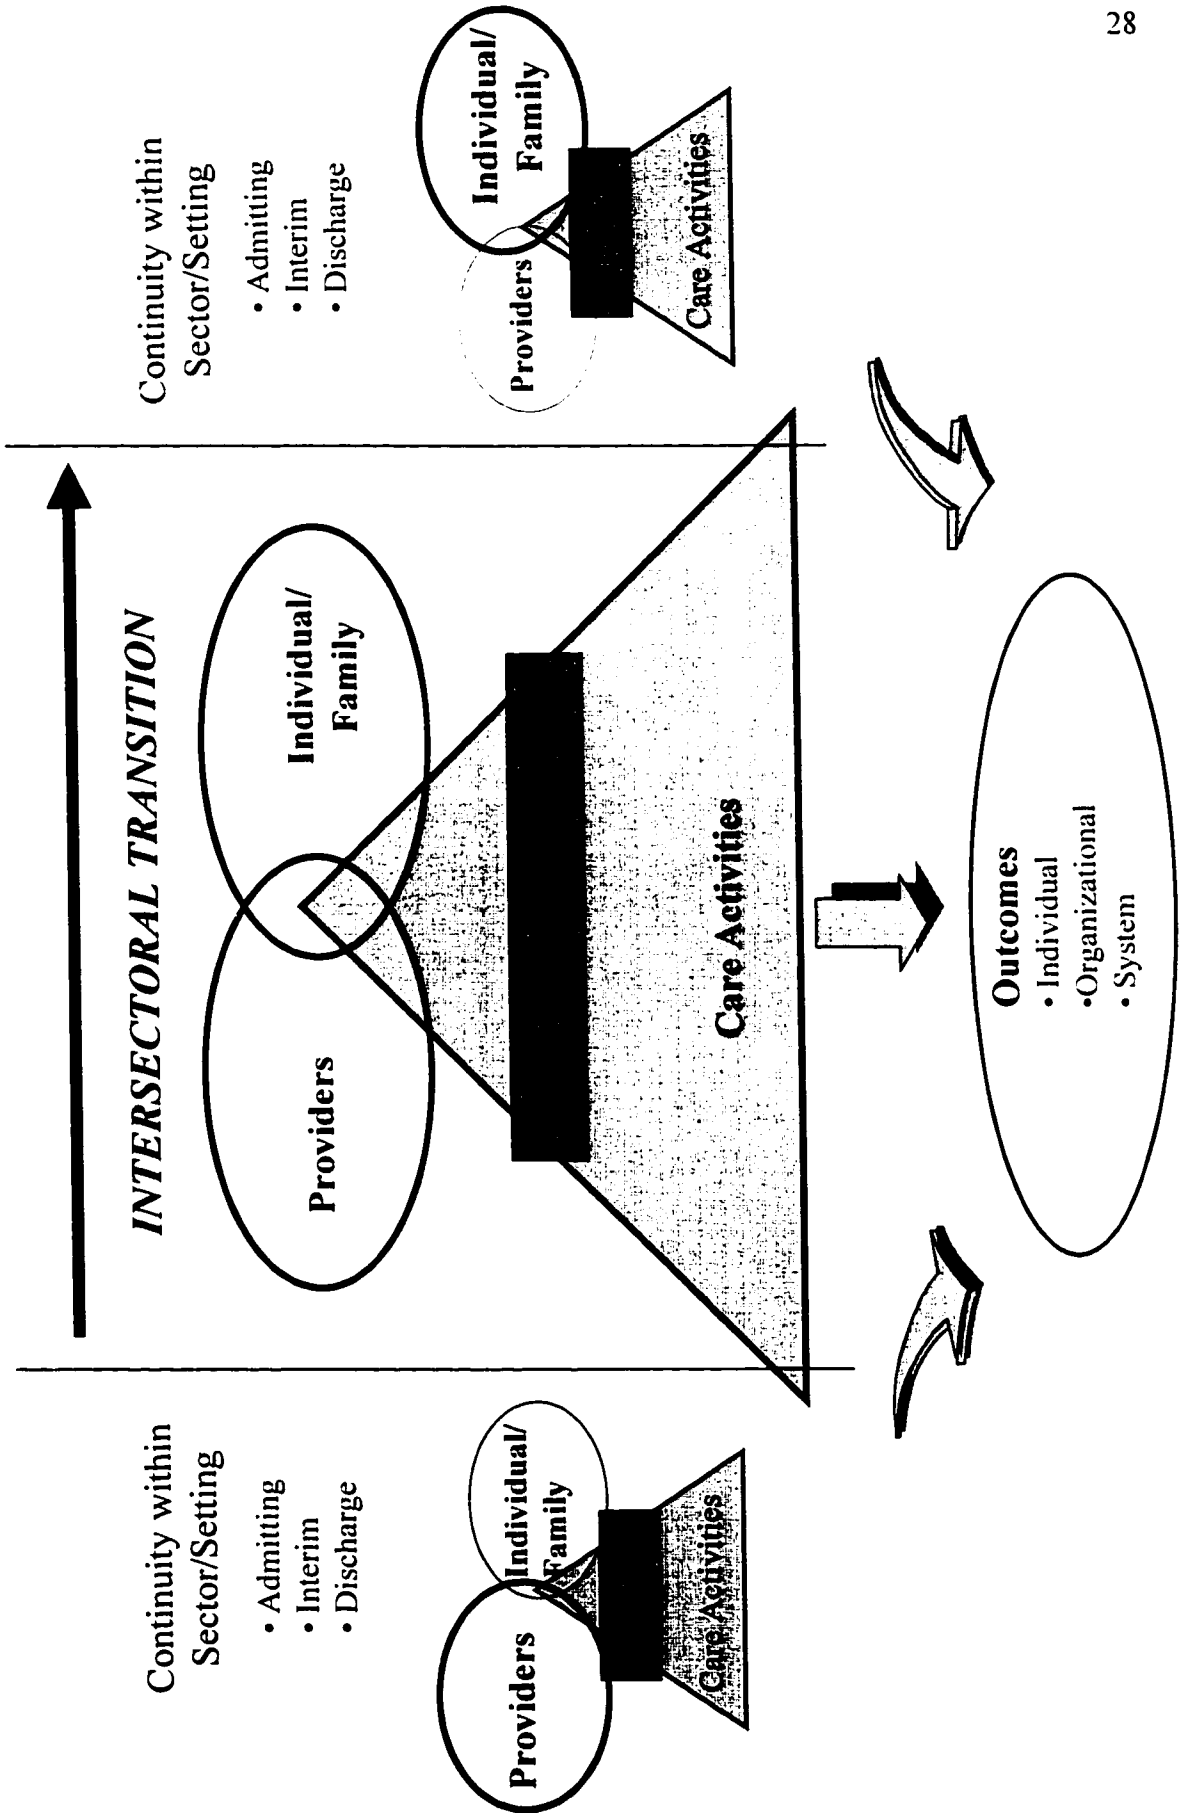 28
INTERSECTORAL TRANSITION
Continuity within
Sector/Setting
• Admitting
• Interim
• Discharge
Providers
Individual/
Family
Care Activities
Providers
Individual/
Family
Care Activities
Continuity within
Sector/Setting
• Admitting
• Interim
• Discharge
Providers
Individual/
Family
Care Activities
Outcomes
• Individual
•Organizational
• System